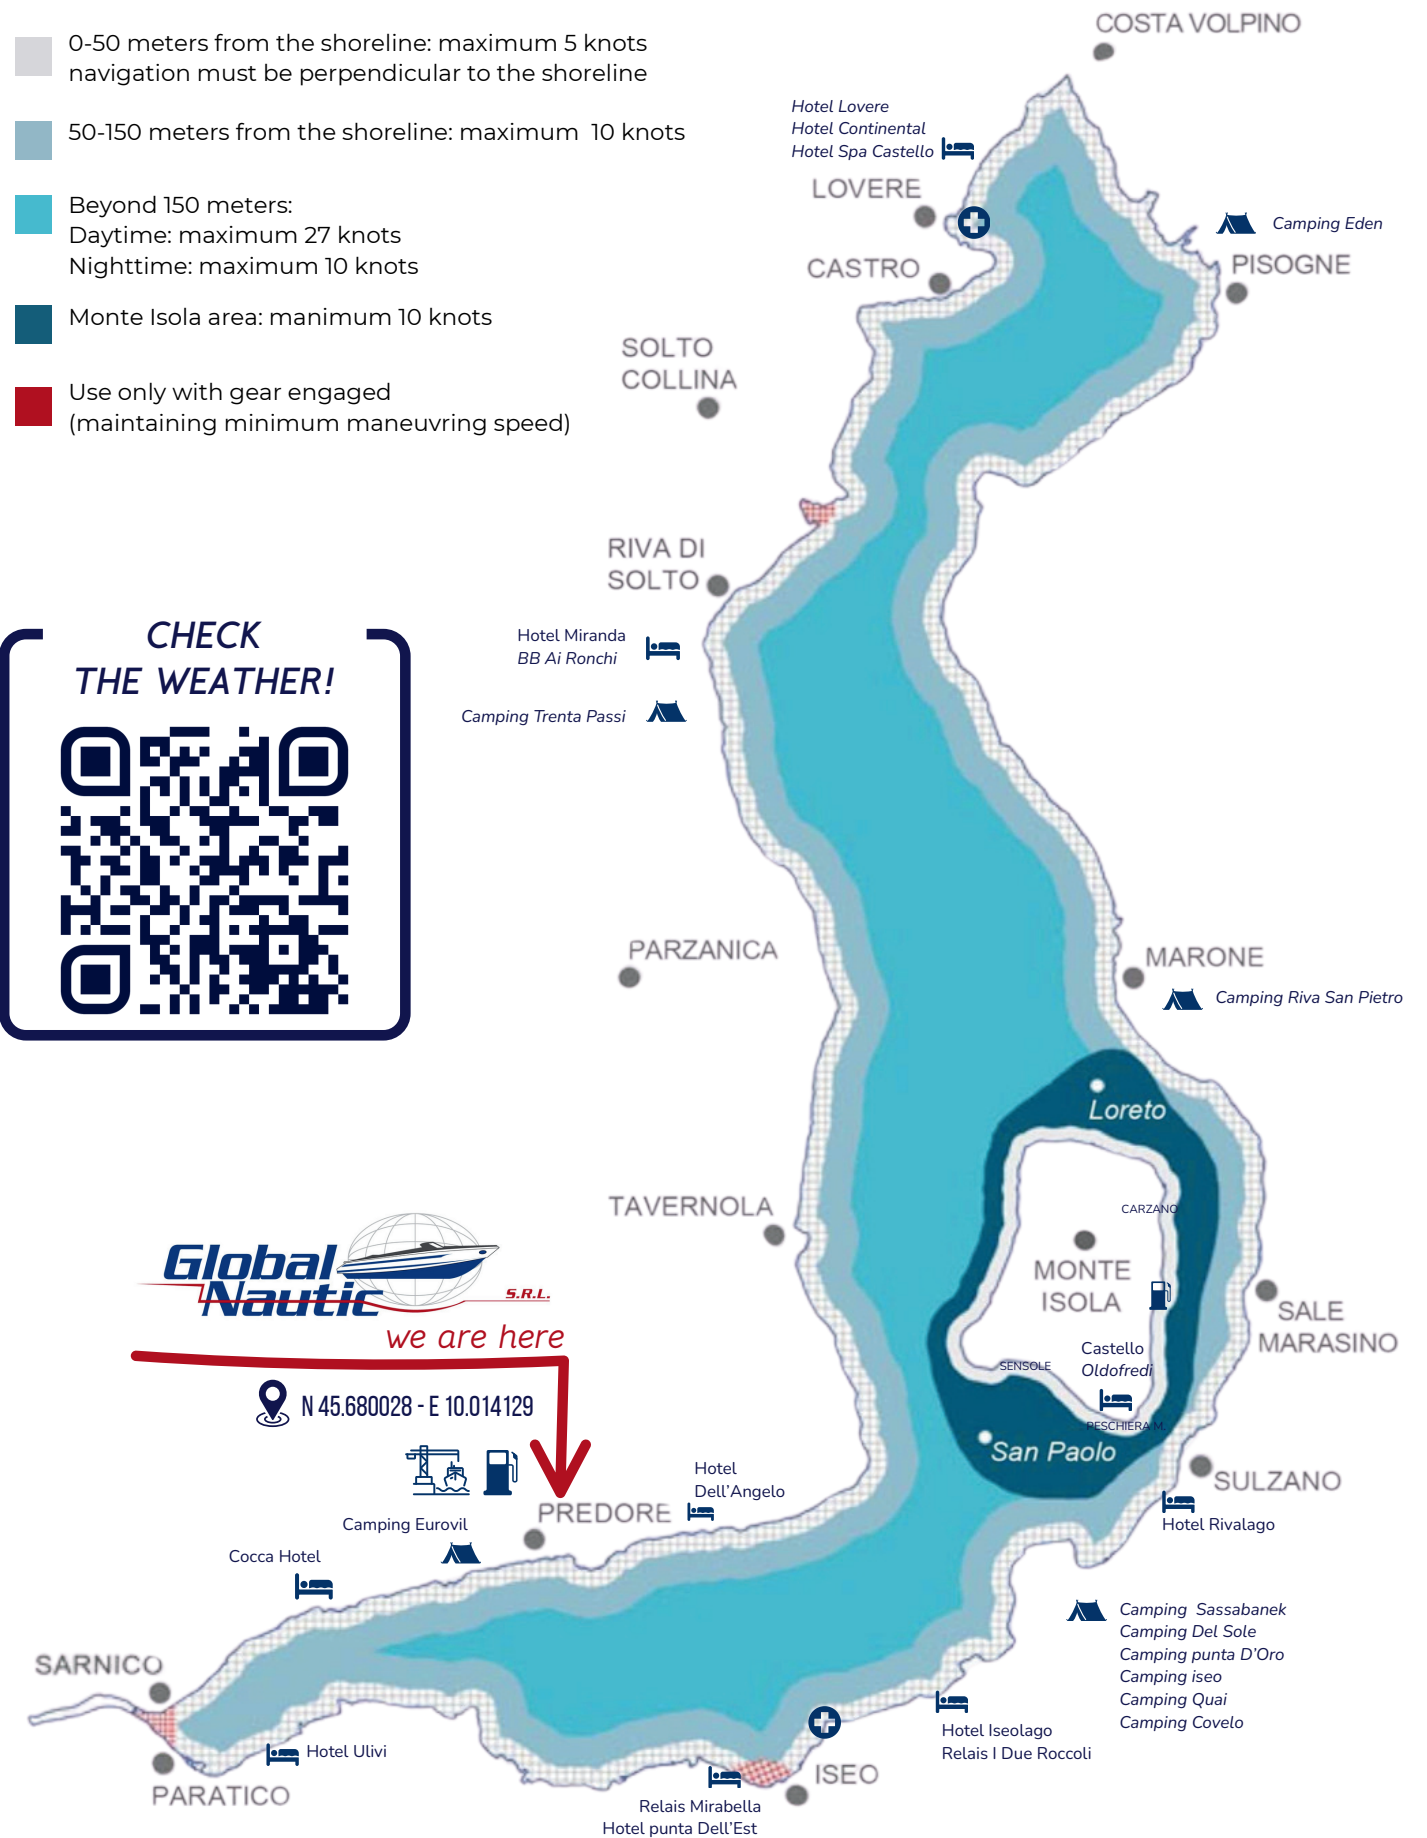 0-50 meters from the shoreline: maximum 5 knots
navigation must be perpendicular to the shoreline
50-150 meters from the shoreline: maximum 10 knots
Beyond 150 meters:
Daytime: maximum 27 knots
Nighttime: maximum 10 knots
Monte Isola area: manimum 10 knots
Use only with gear engaged
(maintaining minimum maneuvring speed)
COSTA VOLPINO
Hotel Lovere
Hotel Continental
Hotel Spa Castello
LOVERE
CASTRO
Camping Eden
PISOGNE
SOLTO
COLLINA
RIVA DI
SOLTO
Hotel Miranda
BB Ai Ronchi
Camping Trenta Passi
CHECK
THE WEATHER!
PARZANICA
MARONE
Camping Riva San Pietro
Loreto
TAVERNOLA
CARZANO
MONTE
ISOLA
SALE
MARASINO
Castello
Oldofredi
SENSOLE
PESCHIERA M.
San Paolo
SULZANO
Hotel Rivalago
Global
Nautic
S.R.L.
we are here
N 45.680028 - E 10.014129
Hotel
Dell'Angelo
PREDORE
Camping Eurovil
Cocca Hotel
Camping Sassabanek
Camping Del Sole
Camping punta D'Oro
Camping iseo
Camping Quai
Camping Covelo
SARNICO
Hotel Ulivi
PARATICO
Hotel Iseolago
Relais I Due Roccoli
ISEO
Relais Mirabella
Hotel punta Dell'Est